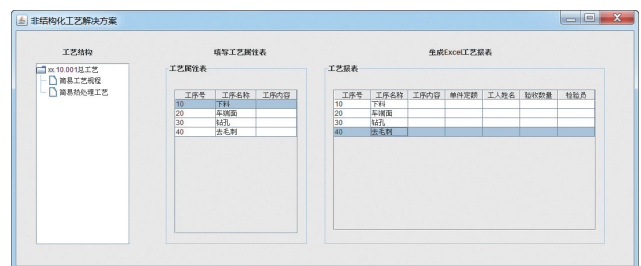 非结构化工艺解决方案
工艺结构
填写工艺属性表
生成Excel工艺报表
xx 10.001总工艺
简易工艺规程
简易热处理工艺
工艺属性表
工序号 工序名称 工序内容
10 下料
20 车端面
30 钻孔
40 去毛刺
工艺报表
工序号 工序名称 工序内容 单件定额 工人姓名 验收数量 检验员
10 下料
20 车端面
30 钻孔
40 去毛刺